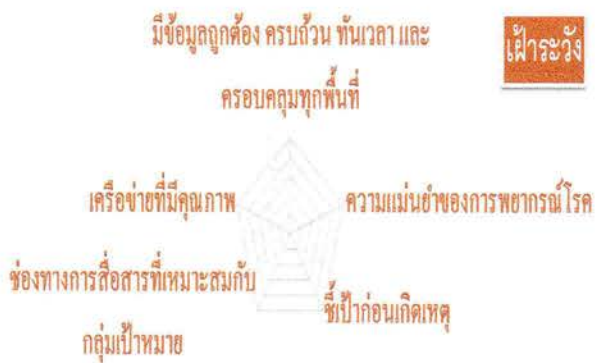 มีข้อมูลถูกต้อง ครบถ้วน ทันเวลา และ
ครอบคลุมทุกพื้นที่
เฝ้าระวัง
เครือข่ายที่มีคุณภาพ
ความแม่นยำของการพยากรณ์โรค
ช่องทางการสื่อสารที่เหมาะสมกับ
กลุ่มเป้าหมาย
ชี้เป้าก่อนเกิดเหตุ